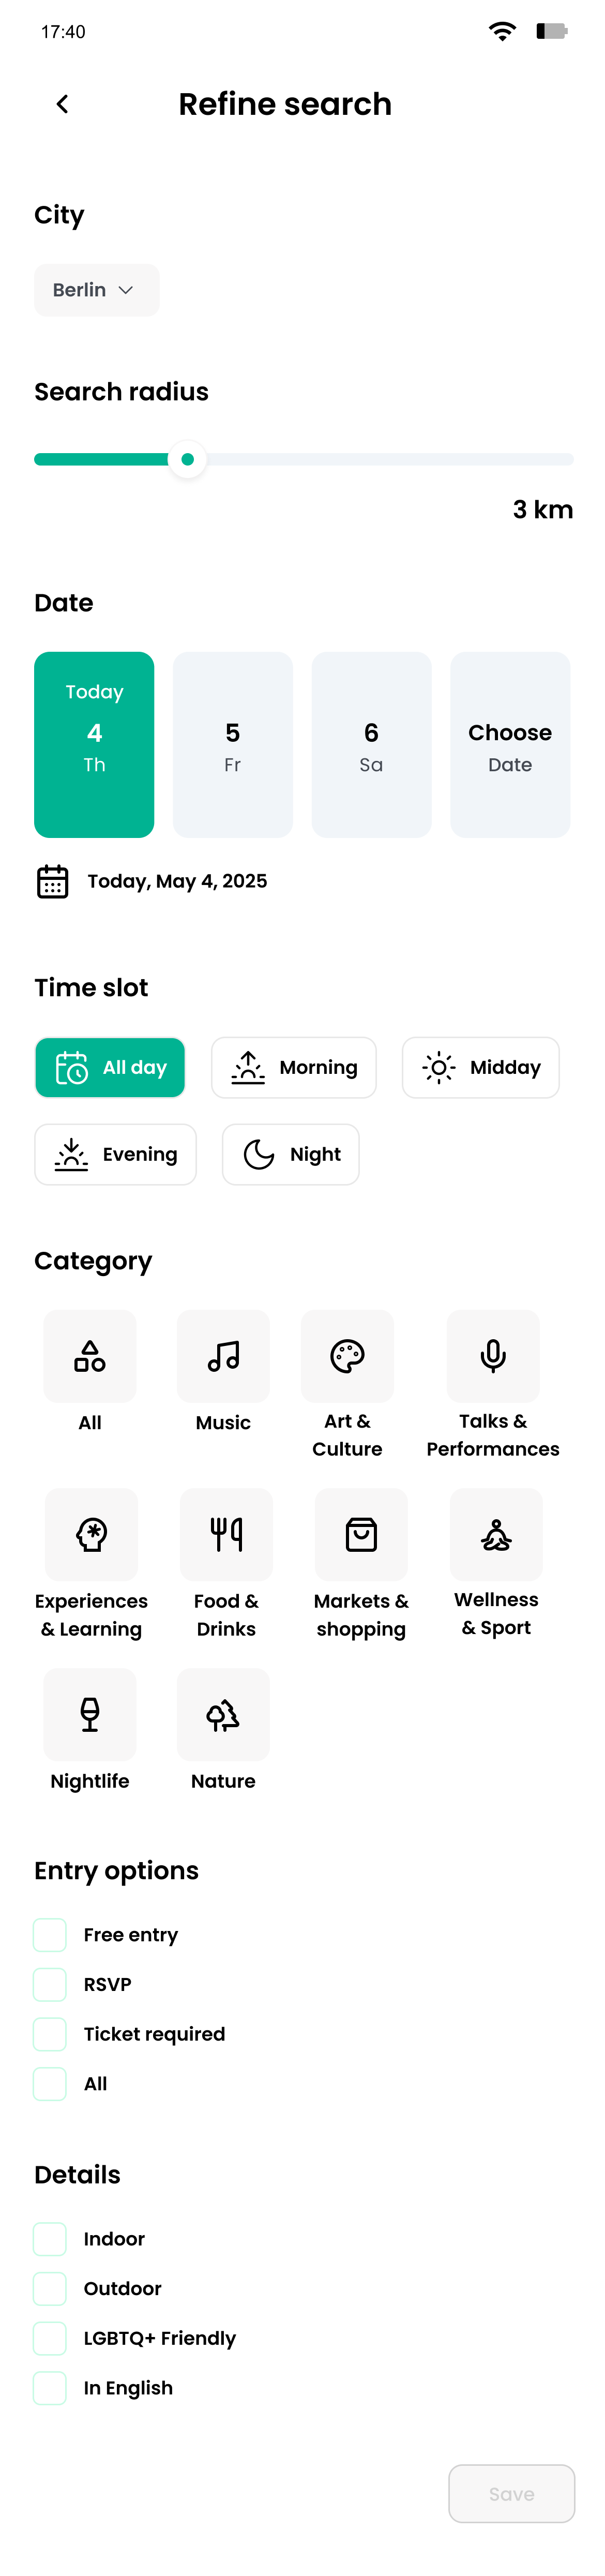 17:40
Refine search
City
Berlin
Search radius
3 km
Date
Today
4
Th
5
Fr
6
Sa
Choose
Date
Today, May 4, 2025
Time slot
All day
Morning
Midday
Evening
Night
Category
All
Music
Art &
Culture
Talks &
Performances
Experiences
& Learning
Food &
Drinks
Markets &
shopping
Wellness
& Sport
Nightlife
Nature
Entry options
Free entry
RSVP
Ticket required
All
Details
Indoor
Outdoor
LGBTQ+ Friendly
In English
Save